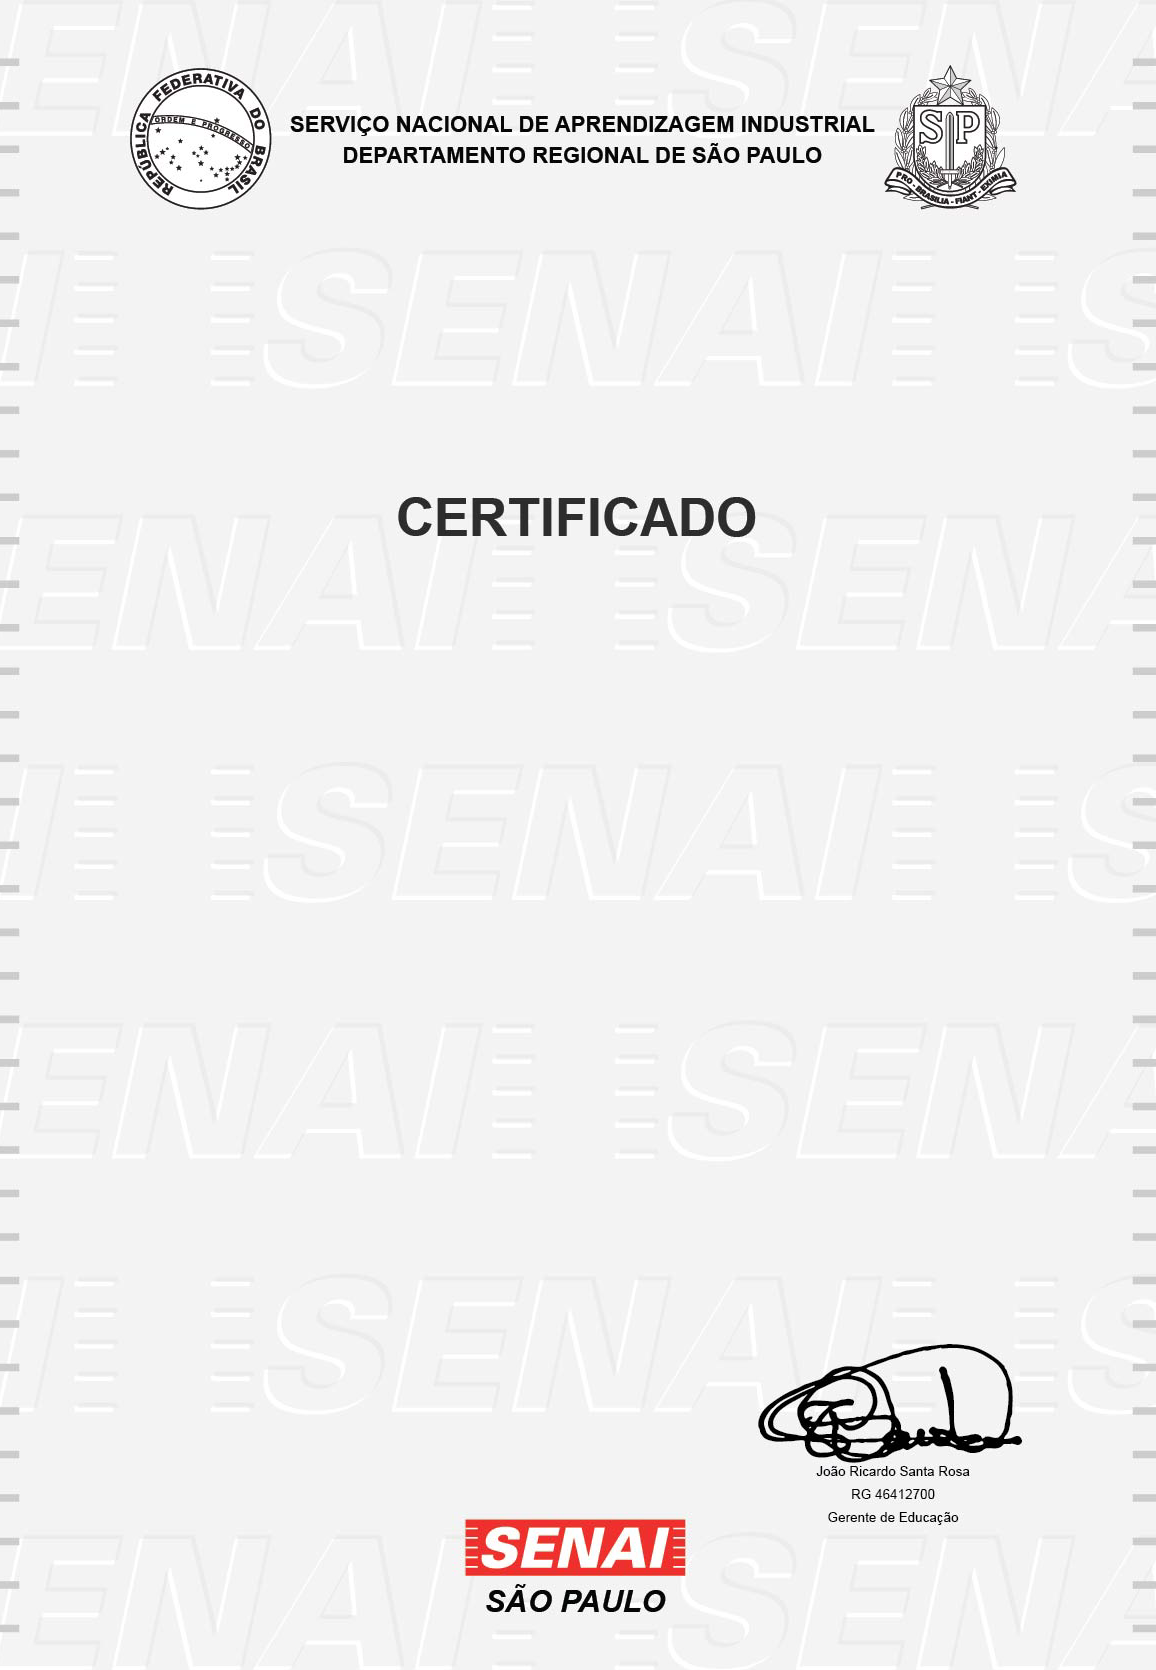 REPÚBLICA FEDERATIVA DO BRASIL
ORDEM E PROGRESSO
SERVIÇO NACIONAL DE APRENDIZAGEM INDUSTRIAL
DEPARTAMENTO REGIONAL DE SÃO PAULO
SP
PRO - BRASILIA - FIANT - EXIMIA
CERTIFICADO
João Ricardo Santa Rosa
RG 46412700
Gerente de Educação
SENAI
SÃO PAULO